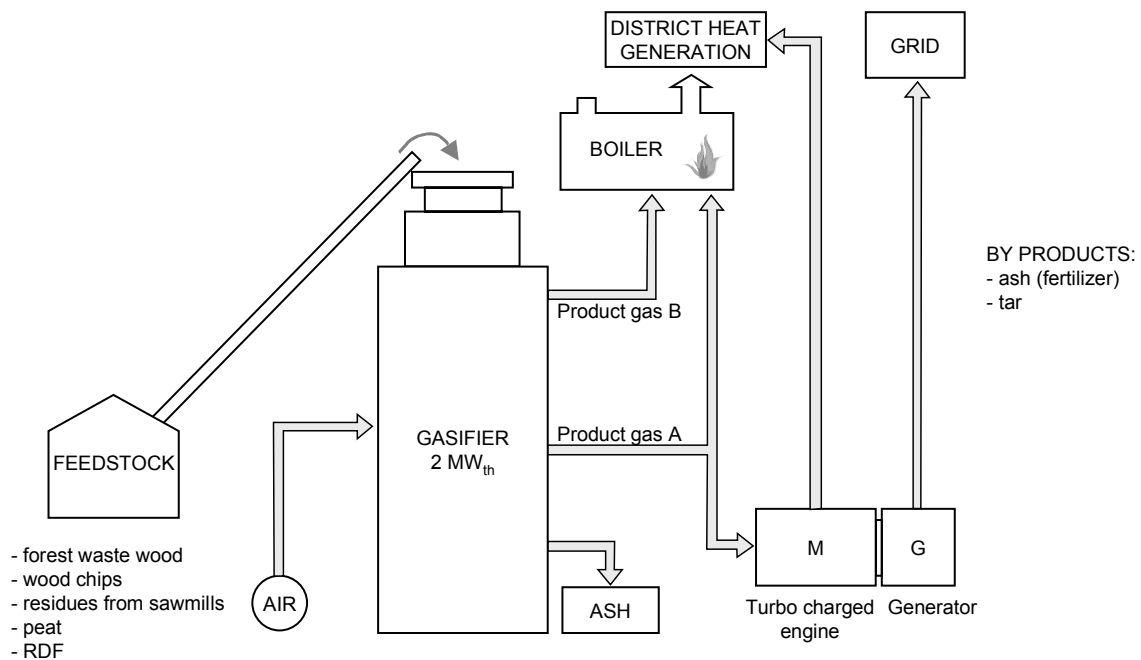 DISTRICT HEAT
GENERATION
GRID
BOILER
BY PRODUCTS:
- ash (fertilizer)
- tar
Product gas B
Product gas A
GASIFIER
2 MWth
FEEDSTOCK
- forest waste wood
- wood chips
- residues from sawmills
- peat
- RDF
AIR
ASH
M
G
Turbo charged
engine
Generator